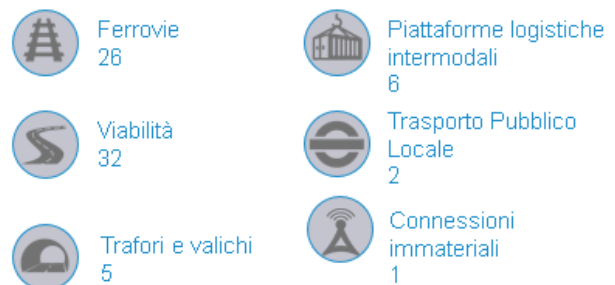 Ferrovie
26
Piattaforme logistiche
intermodali
6
Viabilità
32
Trasporto Pubblico
Locale
2
Trafori e valichi
5
Connessioni
immateriali
1